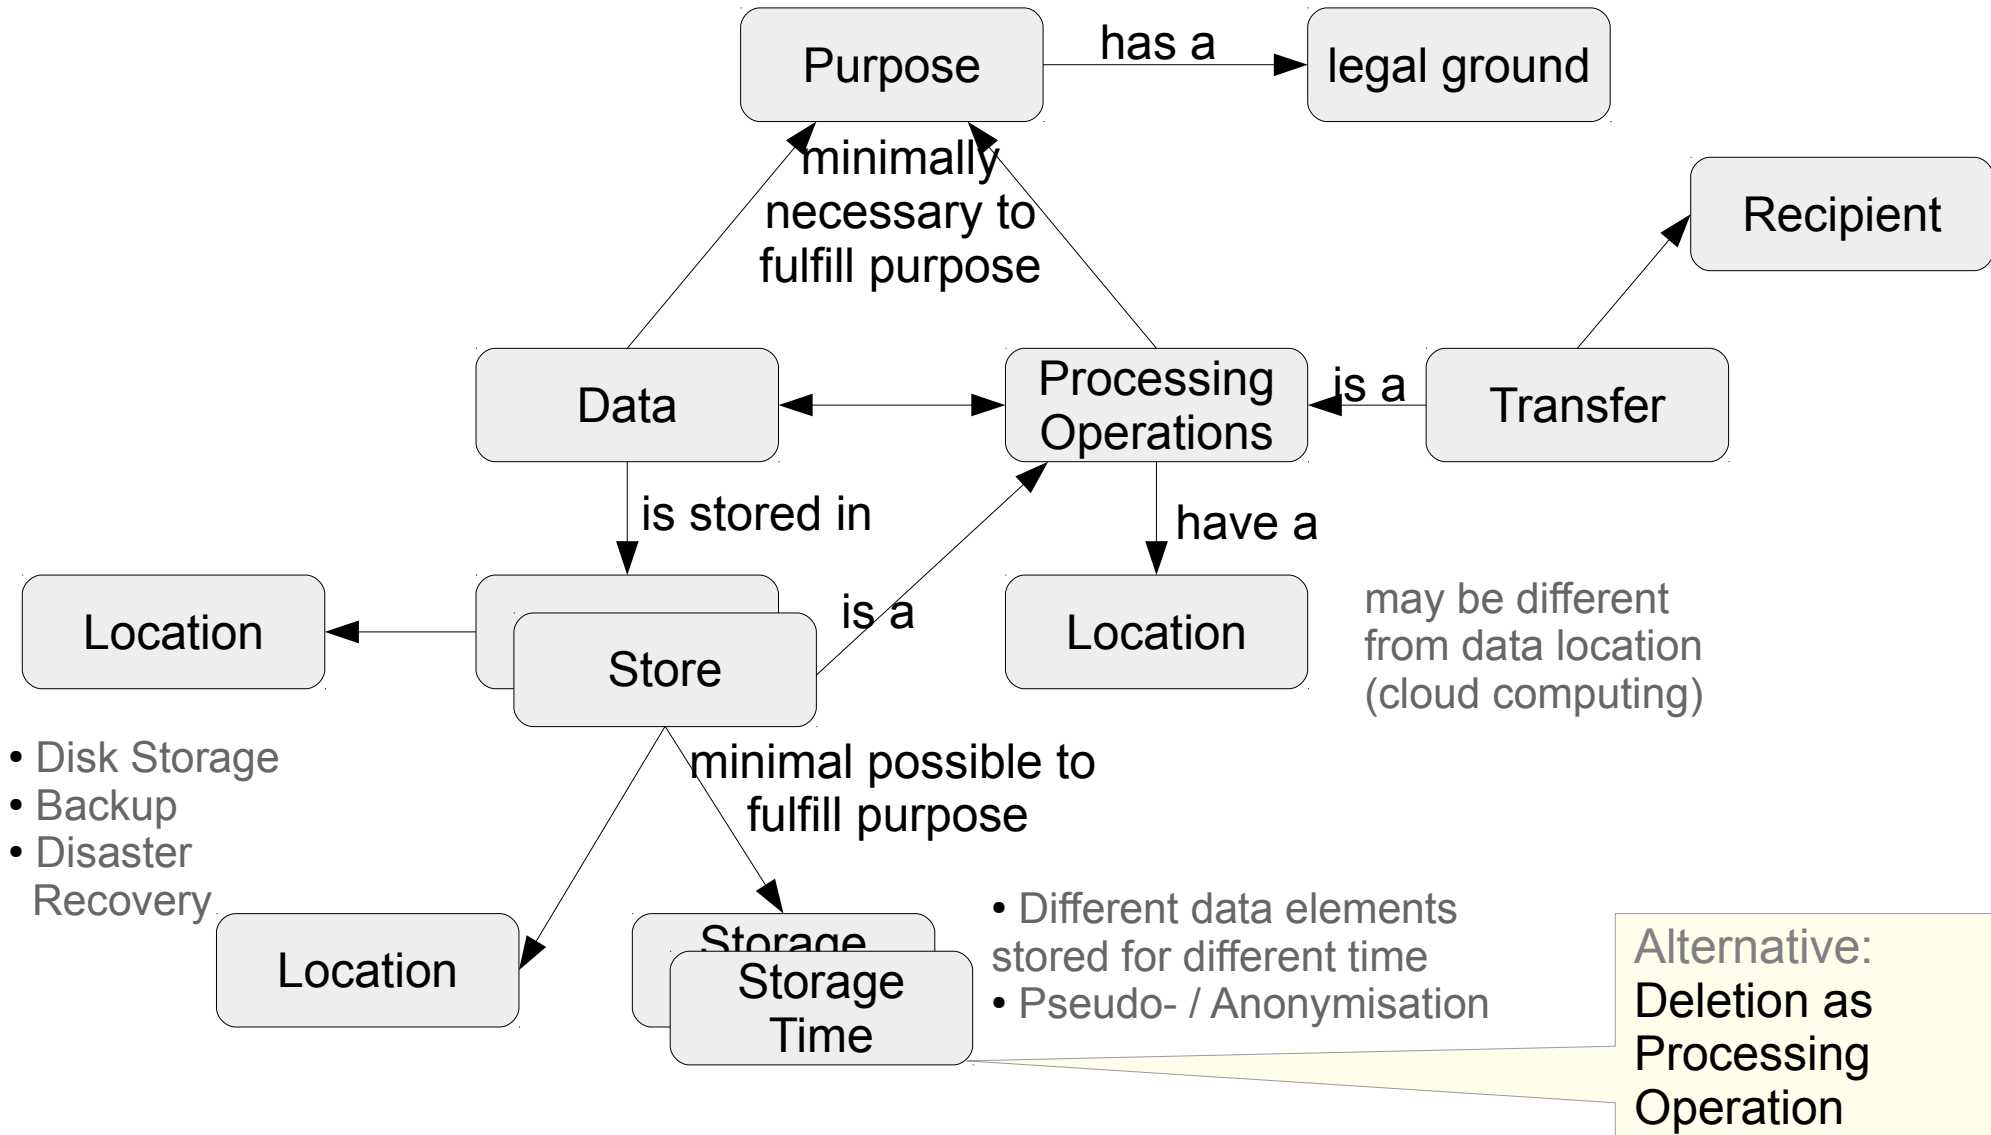 Purpose
has a
legal ground
minimally
necessary to
fulfill purpose
Recipient
Data
Processing
Operations
is a
Transfer
is stored in
have a
Location
Store
is a
Location
may be different
from data location
(cloud computing)
• Disk Storage
• Backup
• Disaster
Recovery
minimal possible to
fulfill purpose
Location
Storage
Storage
Time
• Different data elements
stored for different time
• Pseudo- / Anonymisation
Alternative:
Deletion as
Processing
Operation